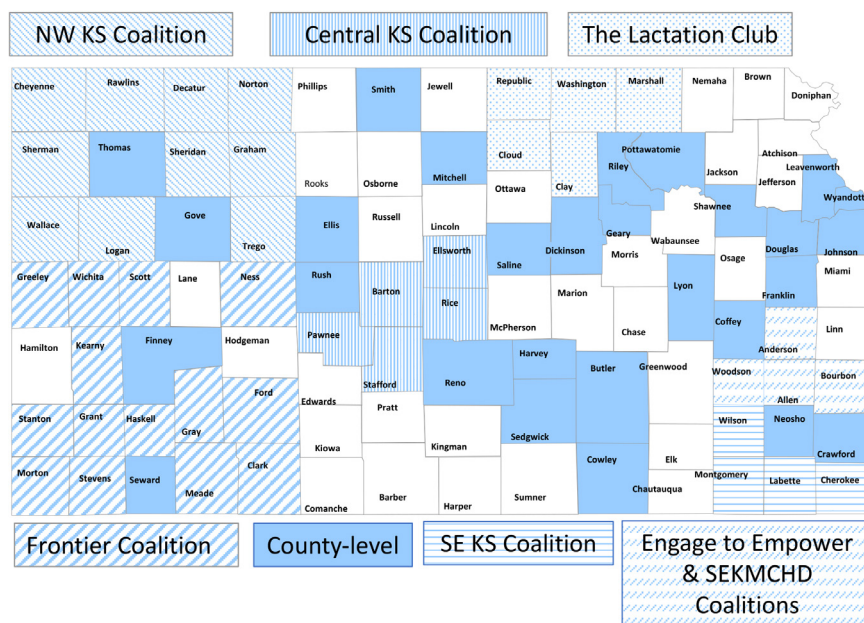 NW KS Coalition
Central KS Coalition
The Lactation Club
Cheyenne
Rawlins
Decatur
Norton
Phillips
Smith
Jewell
Republic
Washington
Marshall
Nemaha
Brown
Doniphan
Sherman
Thomas
Sheridan
Graham
Rooks
Osborne
Mitchell
Cloud
Clay
Riley
Pottawatomie
Jackson
Atchison
Jefferson
Leavenworth
Wyandott
Ottawa
Wallace
Logan
Gove
Trego
Ellis
Russell
Lincoln
Saline
Dickinson
Geary
Morris
Wabaunsee
Shawnee
Osage
Douglas
Johnson
Ellsworth
Greeley
Wichita
Scott
Lane
Ness
Rush
Barton
Rice
McPherson
Marion
Chase
Lyon
Coffey
Franklin
Miami
Hamilton
Kearny
Finney
Hodgeman
Pawnee
Stafford
Edwards
Reno
Harvey
Sedgwick
Butler
Greenwood
Woodson
Anderson
Linn
Allen
Bourbon
Stanton
Grant
Haskell
Gray
Ford
Kiowa
Pratt
Kingman
Elk
Wilson
Neosho
Crawford
Morton
Stevens
Seward
Meade
Clark
Comanche
Barber
Harper
Sumner
Cowley
Chautauqua
Montgomery
Labette
Cherokee
Frontier Coalition
County-level
SE KS Coalition
Engage to Empower
& SEKMCHD
Coalitions